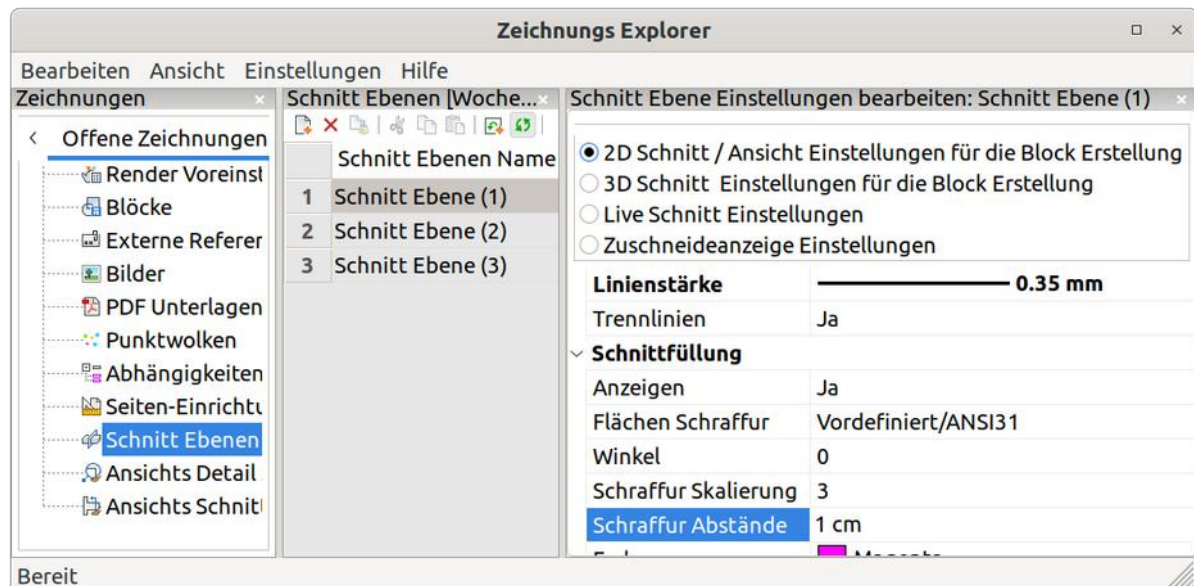 Zeichnungs Explorer
Bearbeiten Ansicht Einstellungen Hilfe
Zeichnungen
Offene Zeichnungen
Render Voreinst
Blöcke
Externe Referer
Bilder
PDF Unterlagen
Punktwolken
Abhängigkeiten
Seiten-Einrichtu
Schnitt Ebenen
Ansichts Detail
Ansichts Schnitt
Schnitt Ebenen [Woche...
Schnitt Ebenen Name
1 Schnitt Ebene (1)
2 Schnitt Ebene (2)
3 Schnitt Ebene (3)
Schnitt Ebene Einstellungen bearbeiten: Schnitt Ebene (1)
2D Schnitt / Ansicht Einstellungen für die Block Erstellung
3D Schnitt Einstellungen für die Block Erstellung
Live Schnitt Einstellungen
Zuschneideanzeige Einstellungen
Linienstärke 0.35 mm
Trennlinien Ja
Schnittfüllung
Anzeigen Ja
Flächen Schraffur Vordefiniert/ANSI31
Winkel 0
Schraffur Skalierung 3
Schraffur Abstände 1 cm
Bereit